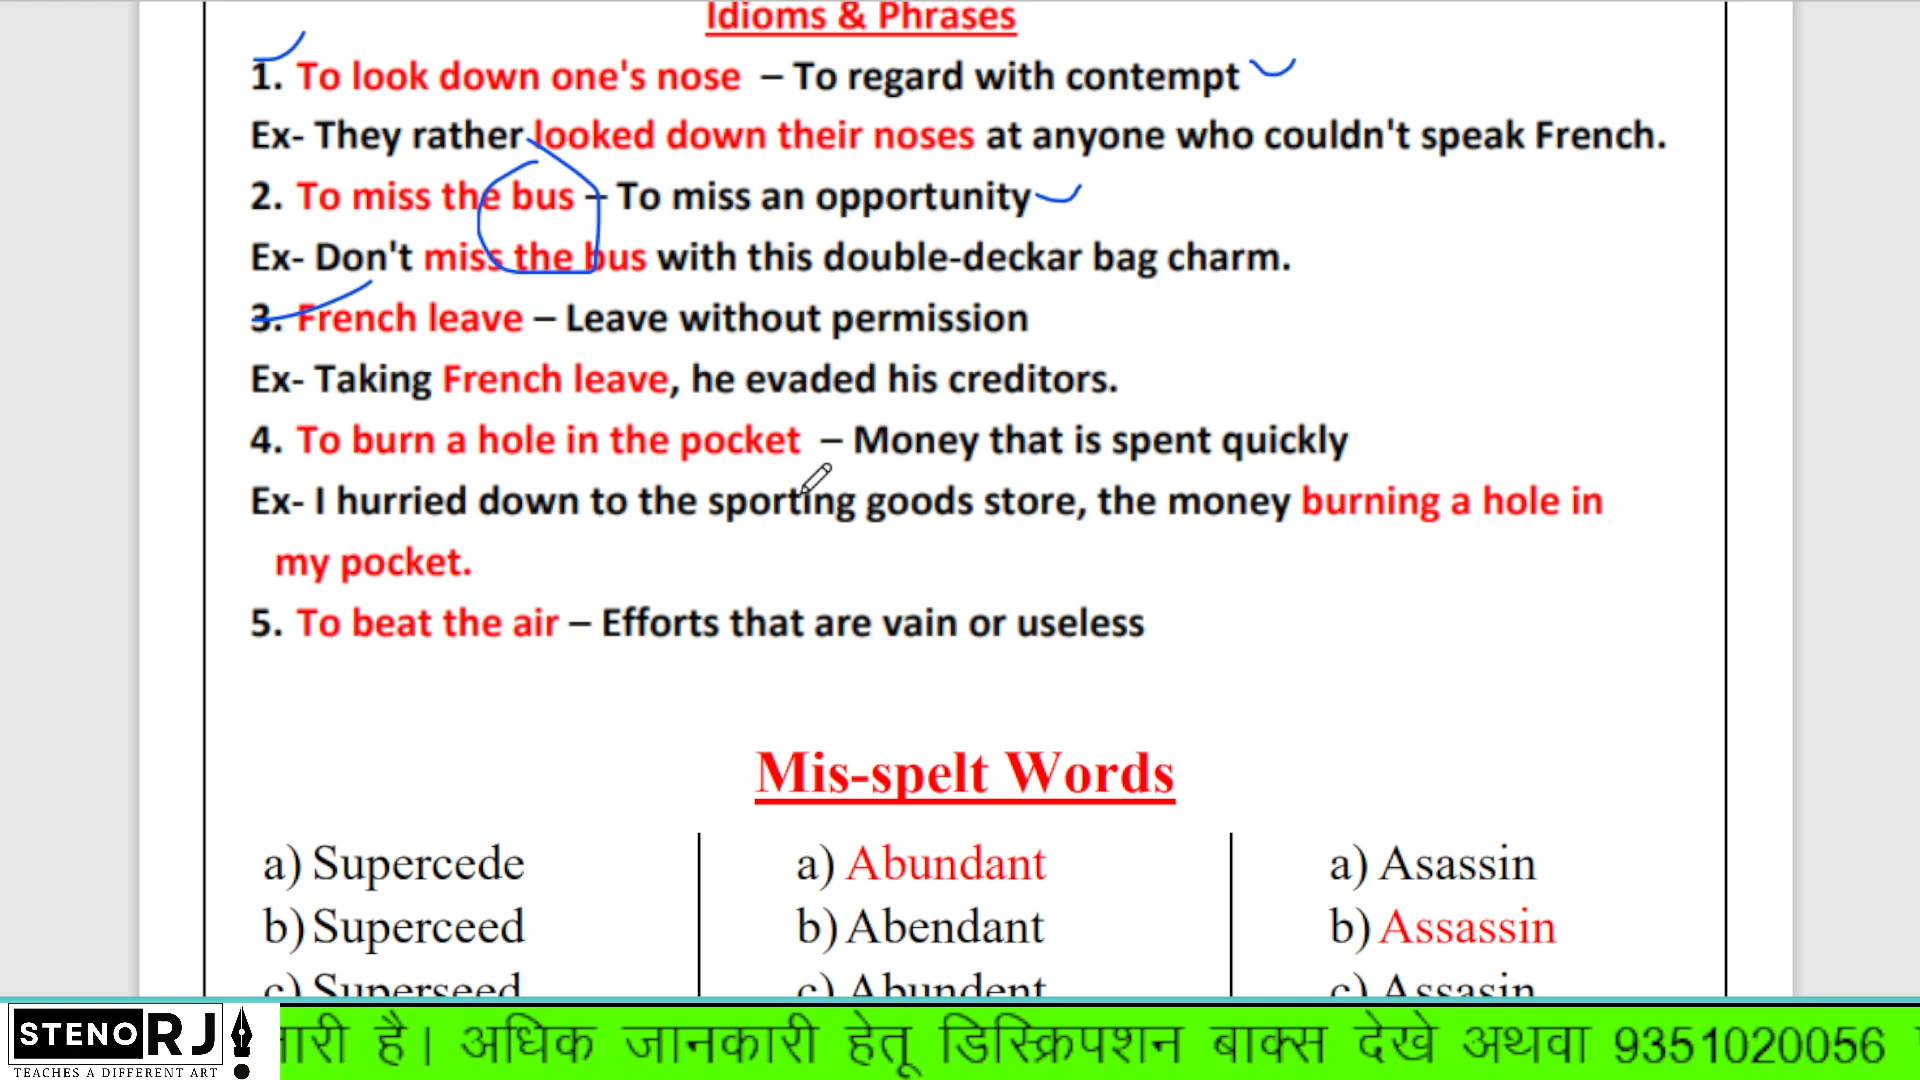 Idioms & Phrases
1. To look down one's nose – To regard with contempt
Ex- They rather looked down their noses at anyone who couldn't speak French.
2. To miss the bus – To miss an opportunity
Ex- Don't miss the bus with this double-deckar bag charm.
3. French leave – Leave without permission
Ex- Taking French leave, he evaded his creditors.
4. To burn a hole in the pocket – Money that is spent quickly
Ex- I hurried down to the sporting goods store, the money burning a hole in
my pocket.
5. To beat the air – Efforts that are vain or useless
Mis-spelt Words
a) Supercede
b) Superceed
c) Superseed
a) Abundant
b) Abendant
c) Abundent
a) Asassin
b) Assassin
c) Assasin
STENO RJ
TEACHES A DIFFERENT ART
है। अधिक जानकारी हेतू डिस्क्रिपशन बाक्स देखे अथवा 9351020056